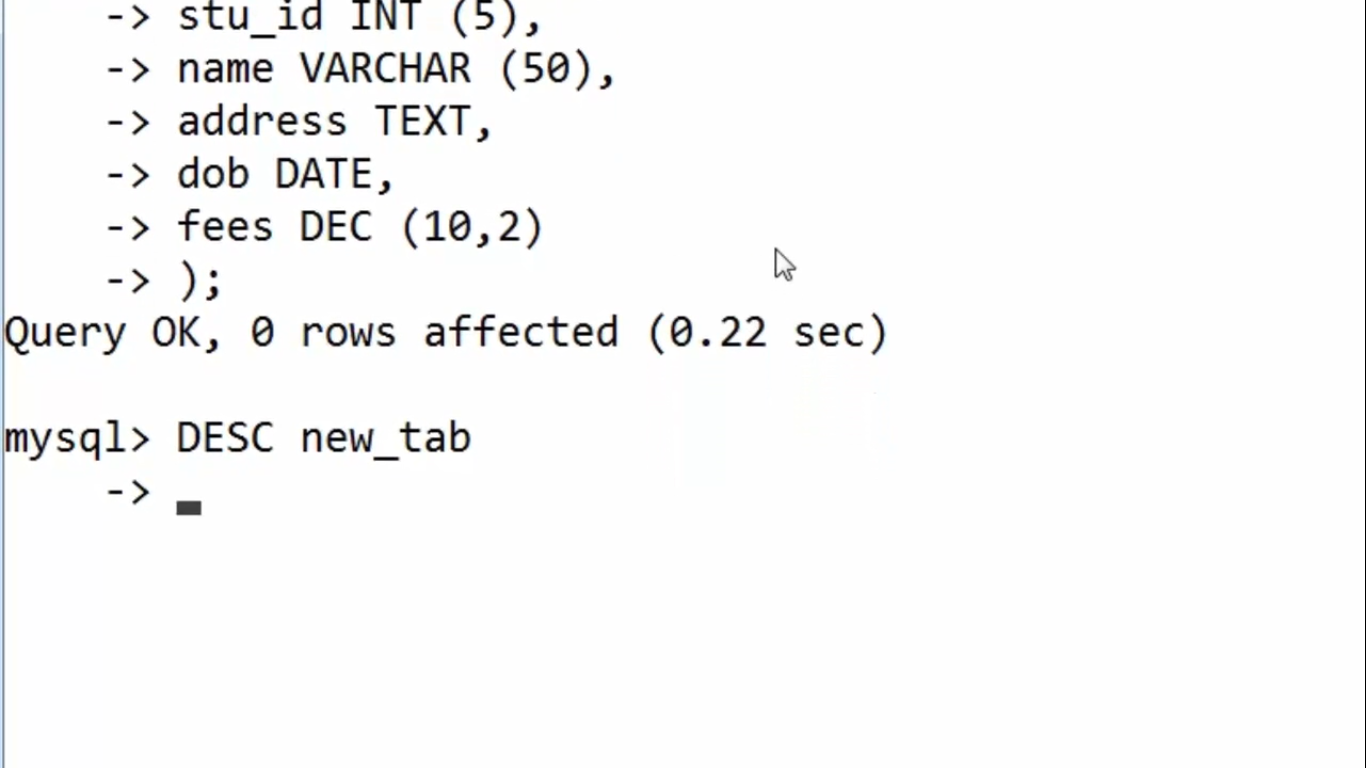 -> stu_id INT (5),
-> name VARCHAR (50),
-> address TEXT,
-> dob DATE,
-> fees DEC (10,2)
-> );
Query OK, 0 rows affected (0.22 sec)
mysql> DESC new_tab
->